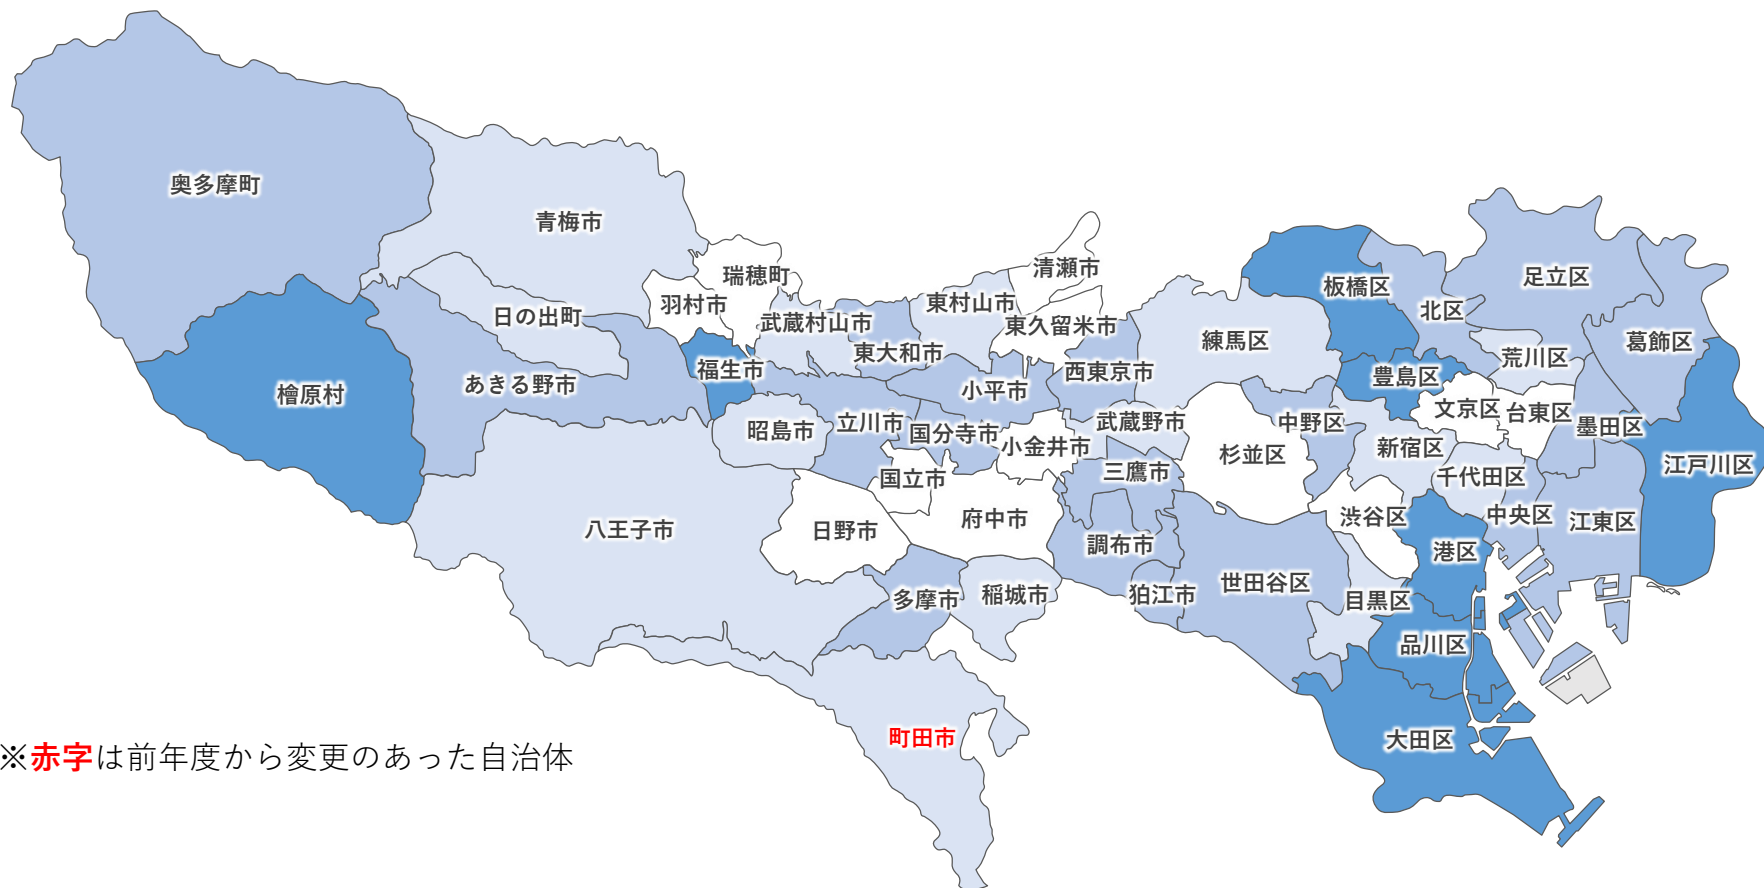 奥多摩町
青梅市
瑞穂町
清瀬市
羽村市
日の出町
武蔵村山市
東村山市
東久留米市
東大和市
福生市
あきる野市
檜原村
小平市
西東京市
練馬区
板橋区
北区
足立区
葛飾区
荒川区
豊島区
文京区
台東区
墨田区
江戸川区
昭島市
立川市
国分寺市
小金井市
武蔵野市
中野区
杉並区
新宿区
千代田区
国立市
三鷹市
八王子市
日野市
府中市
調布市
渋谷区
中央区
江東区
港区
世田谷区
目黒区
多摩市
稲城市
狛江市
品川区
町田市
大田区
※赤字は前年度から変更のあった自治体